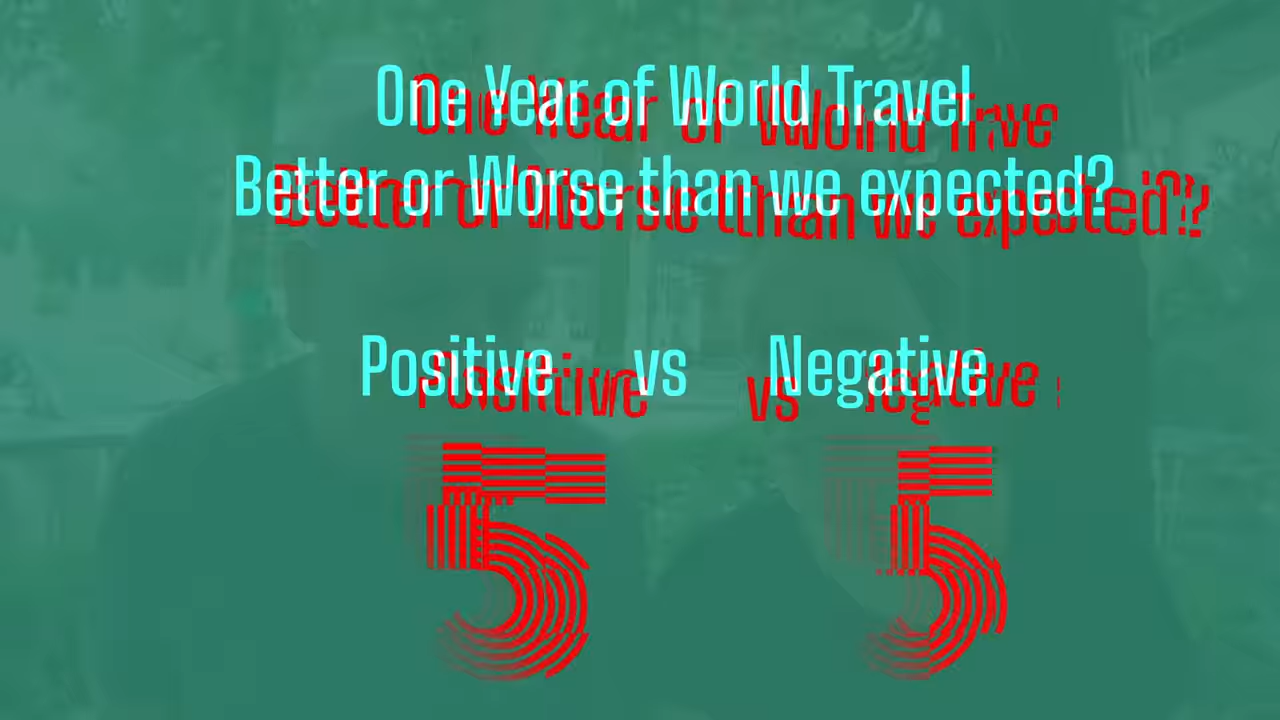 One Year of World Travel
Better or Worse than we expected?
Positive vs Negative
5 5